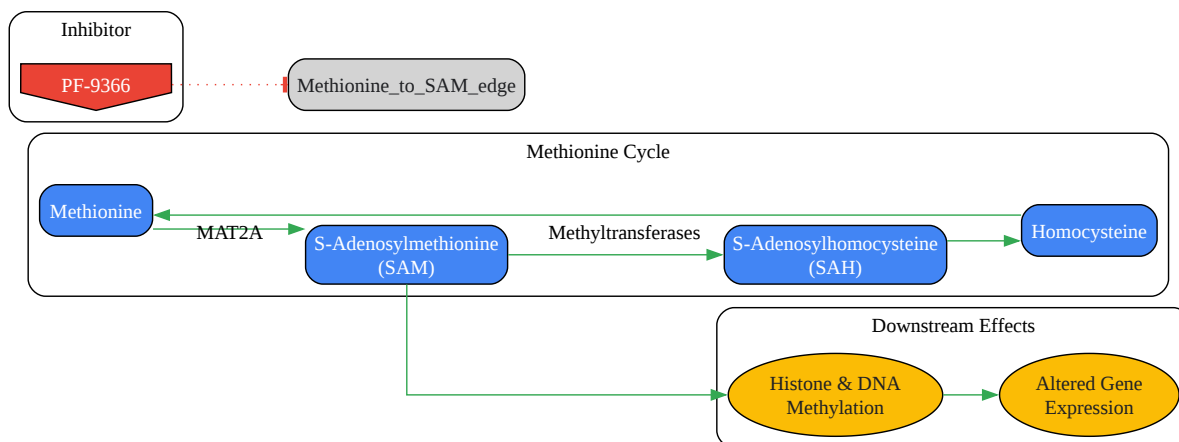 Inhibitor
PF-9366
Methionine_to_SAM_edge
Methionine Cycle
Methionine
MAT2A
S-Adenosylmethionine
(SAM)
Methyltransferases
S-Adenosylhomocysteine
(SAH)
Homocysteine
Downstream Effects
Histone & DNA
Methylation
Altered Gene
Expression